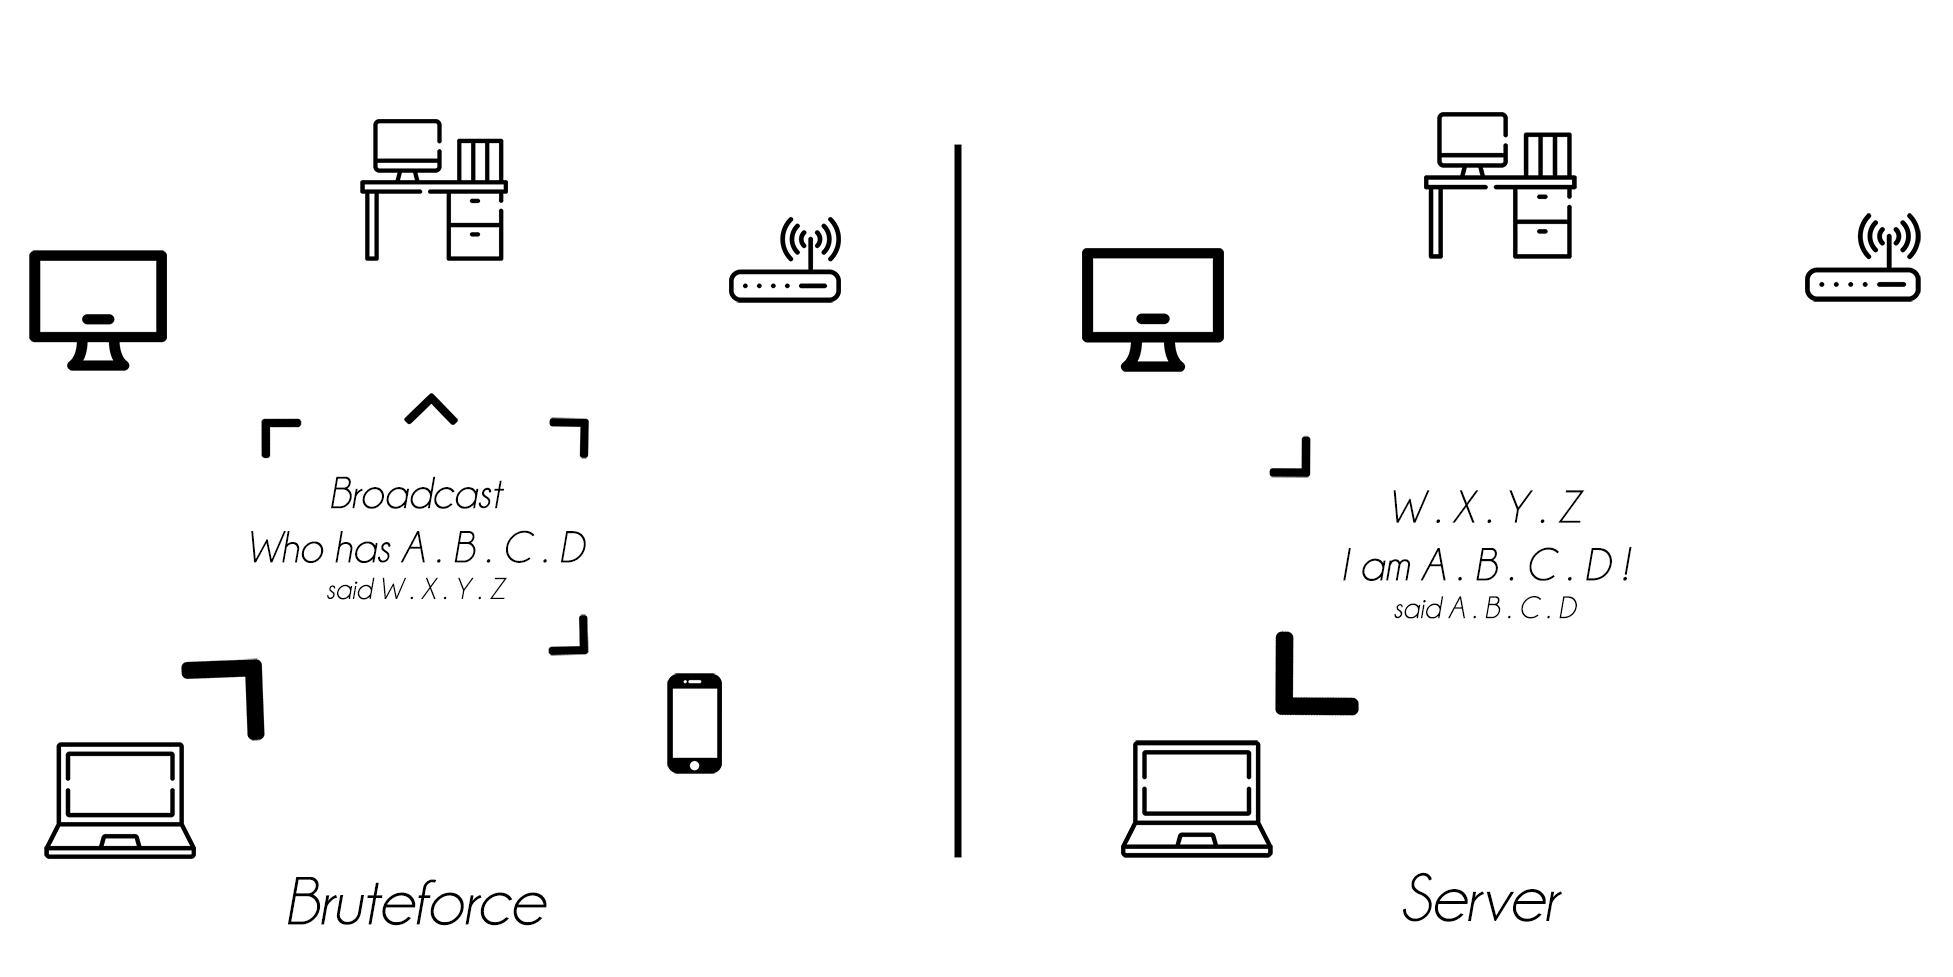 Broadcast
Who has A . B . C . D
said W . X . Y . Z
Bruteforce
W . X . Y . Z
I am A . B . C . D !
said A . B . C . D
Server